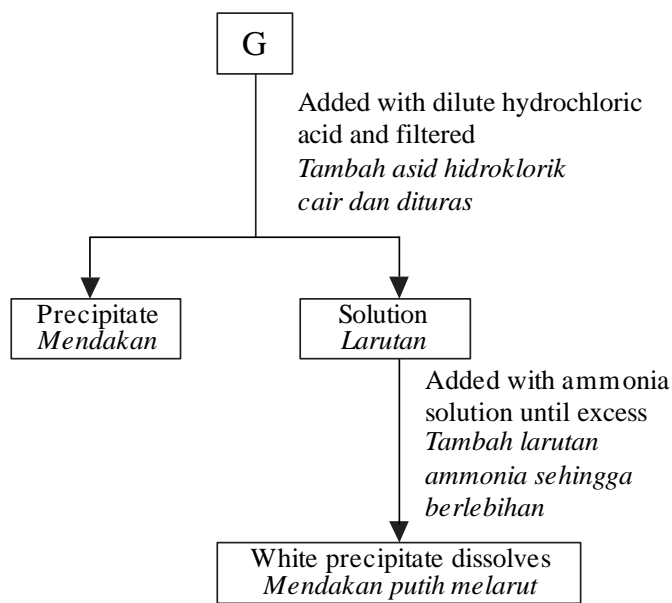 G
Added with dilute hydrochloric
acid and filtered
Tambah asid hidroklorik
cair dan dituras
Precipitate
Mendakan
Solution
Larutan
Added with ammonia
solution until excess
Tambah larutan
ammonia sehingga
berlebihan
White precipitate dissolves
Mendakan putih melarut